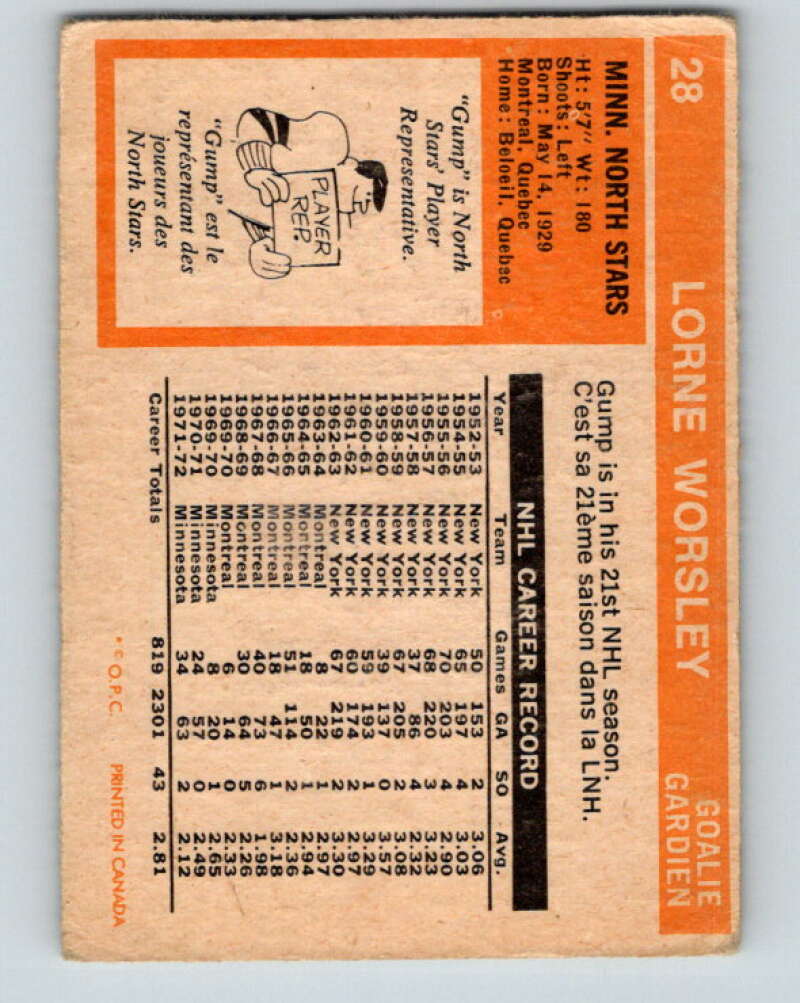 28 LORNE WORSLEY GOALIE
GARDIEN
MINN. NORTH STARS
Ht: 5'7" Wt: 180
Shoots: Left
Born: May 14, 1929
Montreal, Quebec
Home: Beloeil, Quebec
"Gump" is North
Stars' Player
Representative.
PLAYER
REP.
"Gump" est le
représentant des
joueurs des
North Stars.
Gump is in his 21st NHL season.
C'est sa 21ème saison dans la LNH.
NHL CAREER RECORD
Year Team Games GA SO Avg.
1952-53 New York 50 153 2 3.06
1954-55 New York 65 197 4 3.03
1955-56 New York 70 203 4 2.90
1956-57 New York 68 220 3 3.23
1957-58 New York 37 86 4 2.32
1958-59 New York 67 205 2 3.08
1959-60 New York 39 137 0 3.57
1960-61 New York 59 193 1 3.29
1961-62 New York 60 174 2 2.97
1962-63 New York 67 219 2 3.30
1963-64 Montreal 8 22 1 2.97
1964-65 Montreal 18 50 1 2.94
1965-66 Montreal 51 114 2 2.36
1966-67 Montreal 18 47 1 3.18
1967-68 Montreal 40 73 6 1.98
1968-69 Montreal 30 64 5 2.26
1969-70 Montreal 6 14 0 2.33
1969-70 Minnesota 8 20 1 2.65
1970-71 Minnesota 24 57 0 2.49
1971-72 Minnesota 34 63 2 2.12
Career Totals 819 2301 43 2.81
* © O.P.C. PRINTED IN CANADA